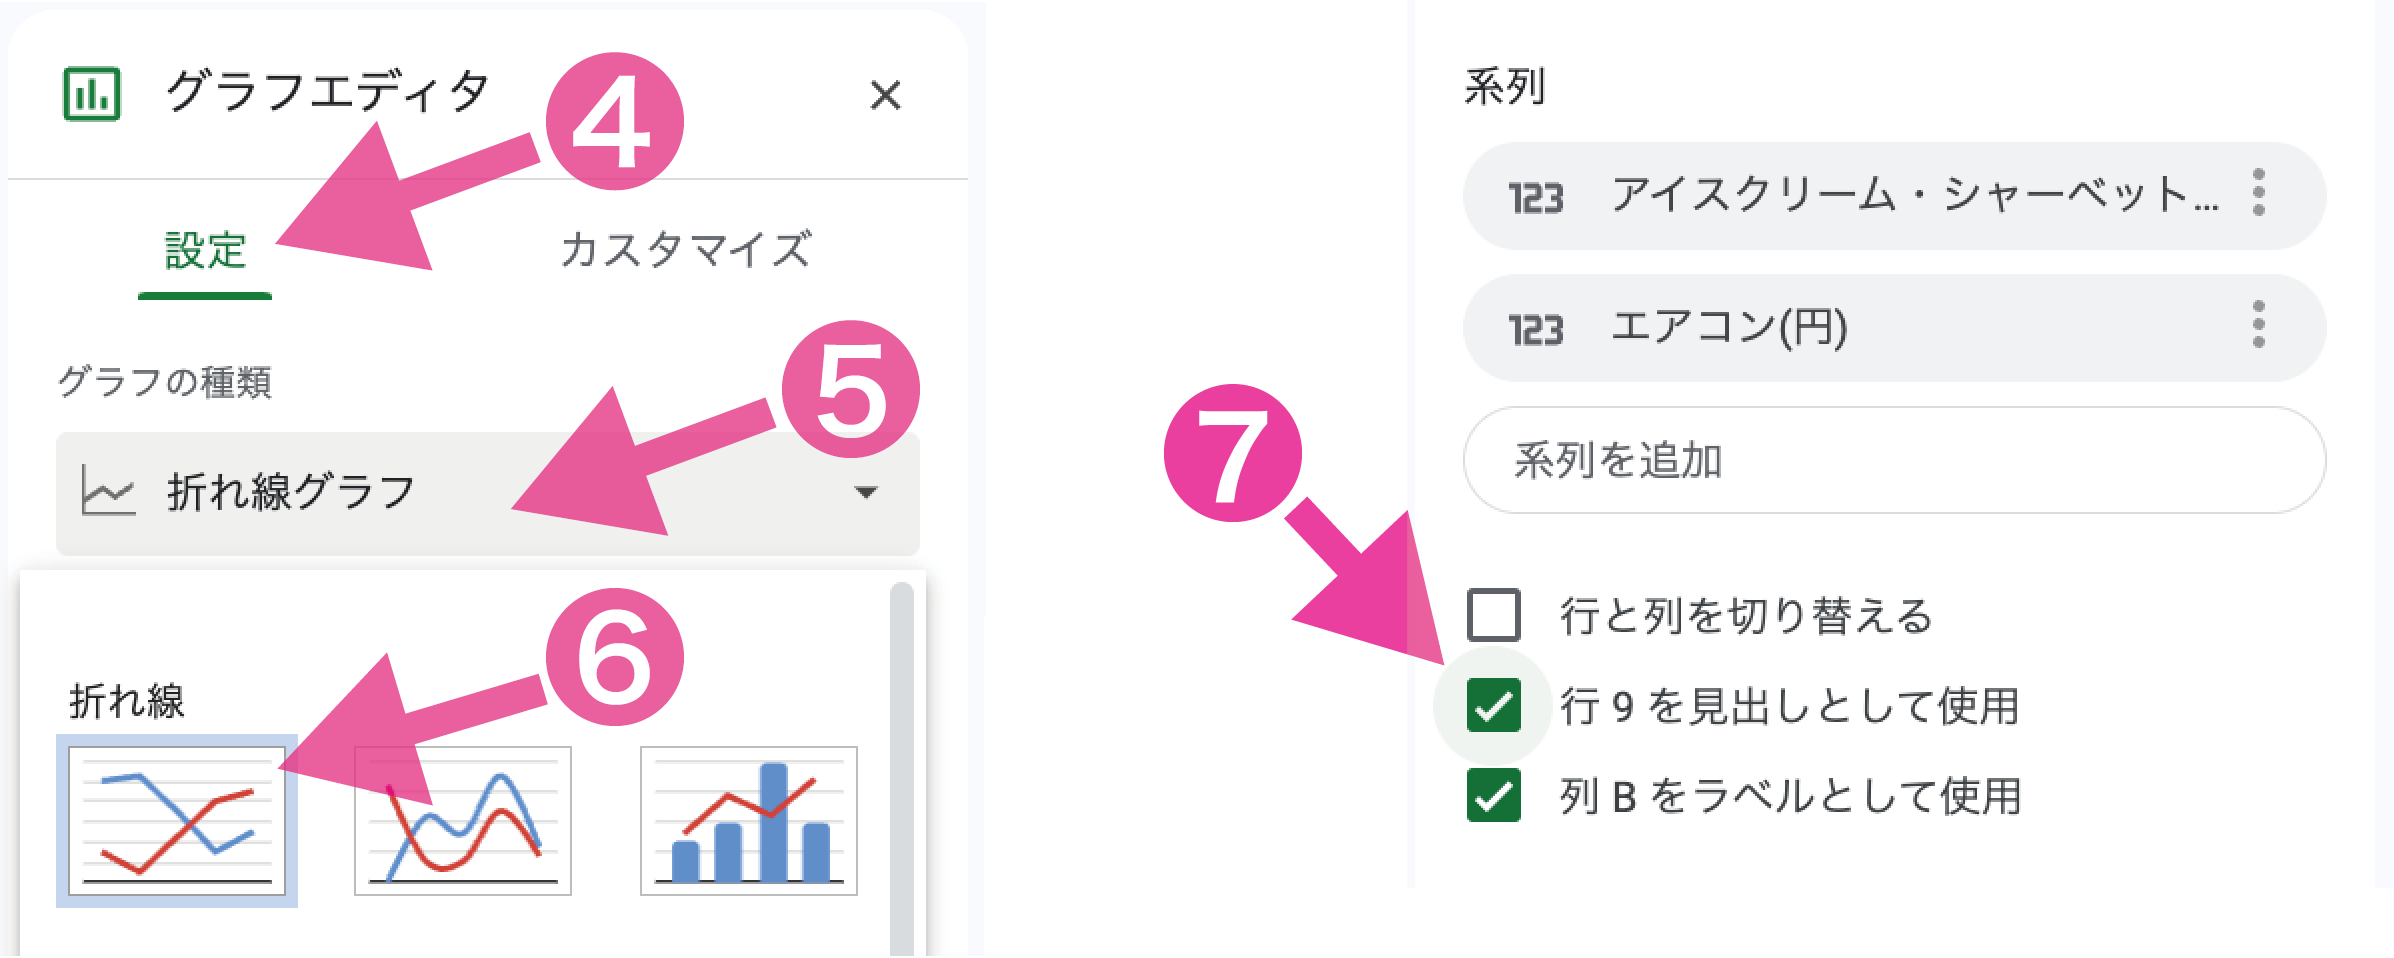 グラフエディタ
4
設定
カスタマイズ
5
グラフの種類
折れ線グラフ
6
折れ線
系列
123 アイスクリーム・シャーベット...
123 エアコン(円)
系列を追加
7
行と列を切り替える
行 9 を見出しとして使用
列 B をラベルとして使用